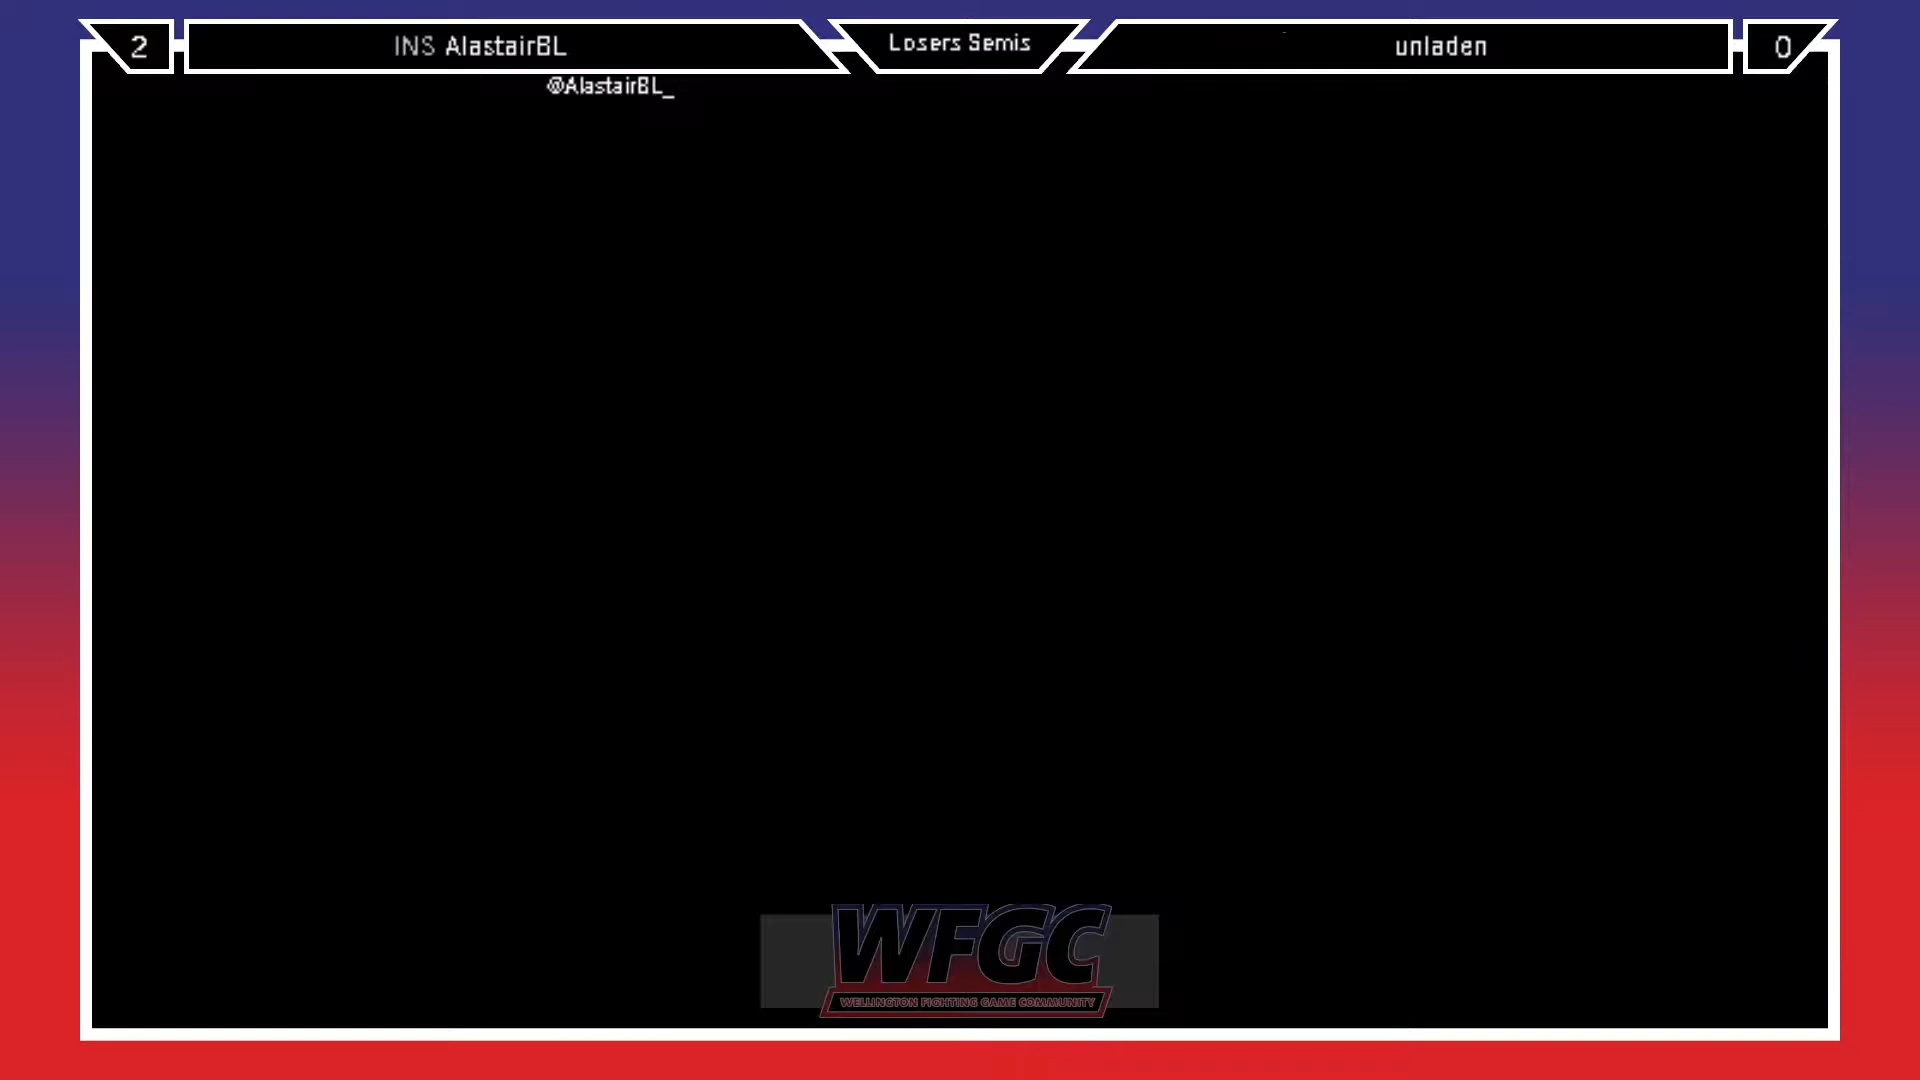 2
INS AlastairBL
Losers Semis
unladen
0
@AlastairBL_
WFGC
WELLINGTON FIGHTING GAME COMMUNITY